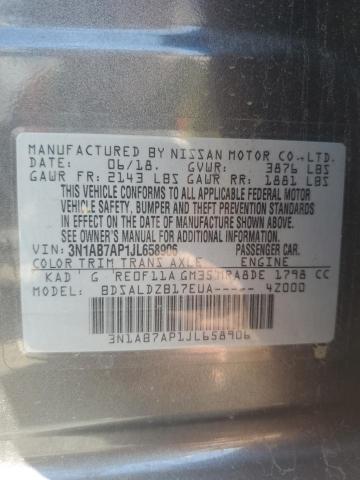 MANUFACTURED BY NISSAN MOTOR CO., LTD.
DATE: 06/18. GVWR: 3876 LBS
GAWR FR: 2143 LBS GAWR RR: 1881 LBS
THIS VEHICLE CONFORMS TO ALL APPLICABLE FEDERAL MOTOR
VEHICLE SAFETY, BUMPER AND THEFT PREVENTION STANDARDS
IN EFFECT ON THE DATE OF MANUFACTURE SHOWN ABOVE.
SEE OWNER'S MANUAL OR DEALER FOR ADDITIONAL INFO.
VIN: 3N1AB7AP1JL658906 PASSENGER CAR.
COLOR TRIM TRANS AXLE ENGINE
KAD G RE0F11A GM35 MRA8DE 1798 CC
MODEL: BDSALDZB17EUA----- 4Z000
3N1AB7AP1JL658906